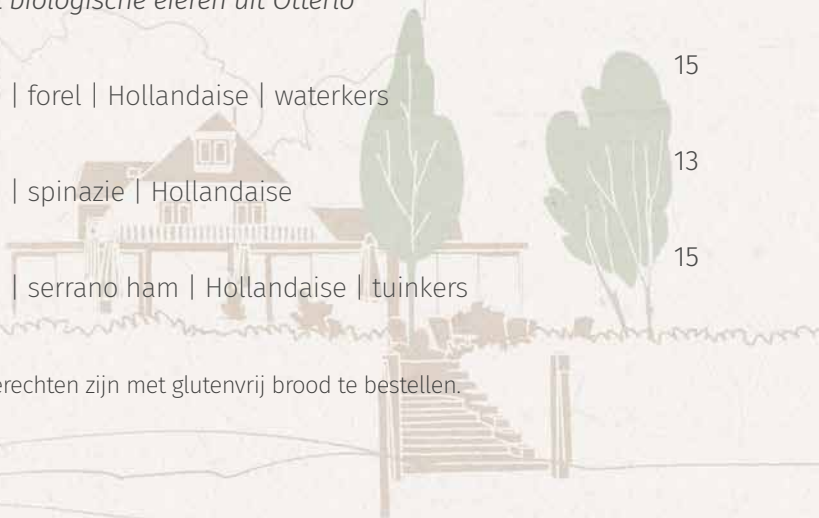 biologische eieren uit Otterlo
15
| forel | Hollandaise | waterkers
13
| spinazie | Hollandaise
15
| serrano ham | Hollandaise | tuinkers
erechten zijn met glutenvrij brood te bestellen.